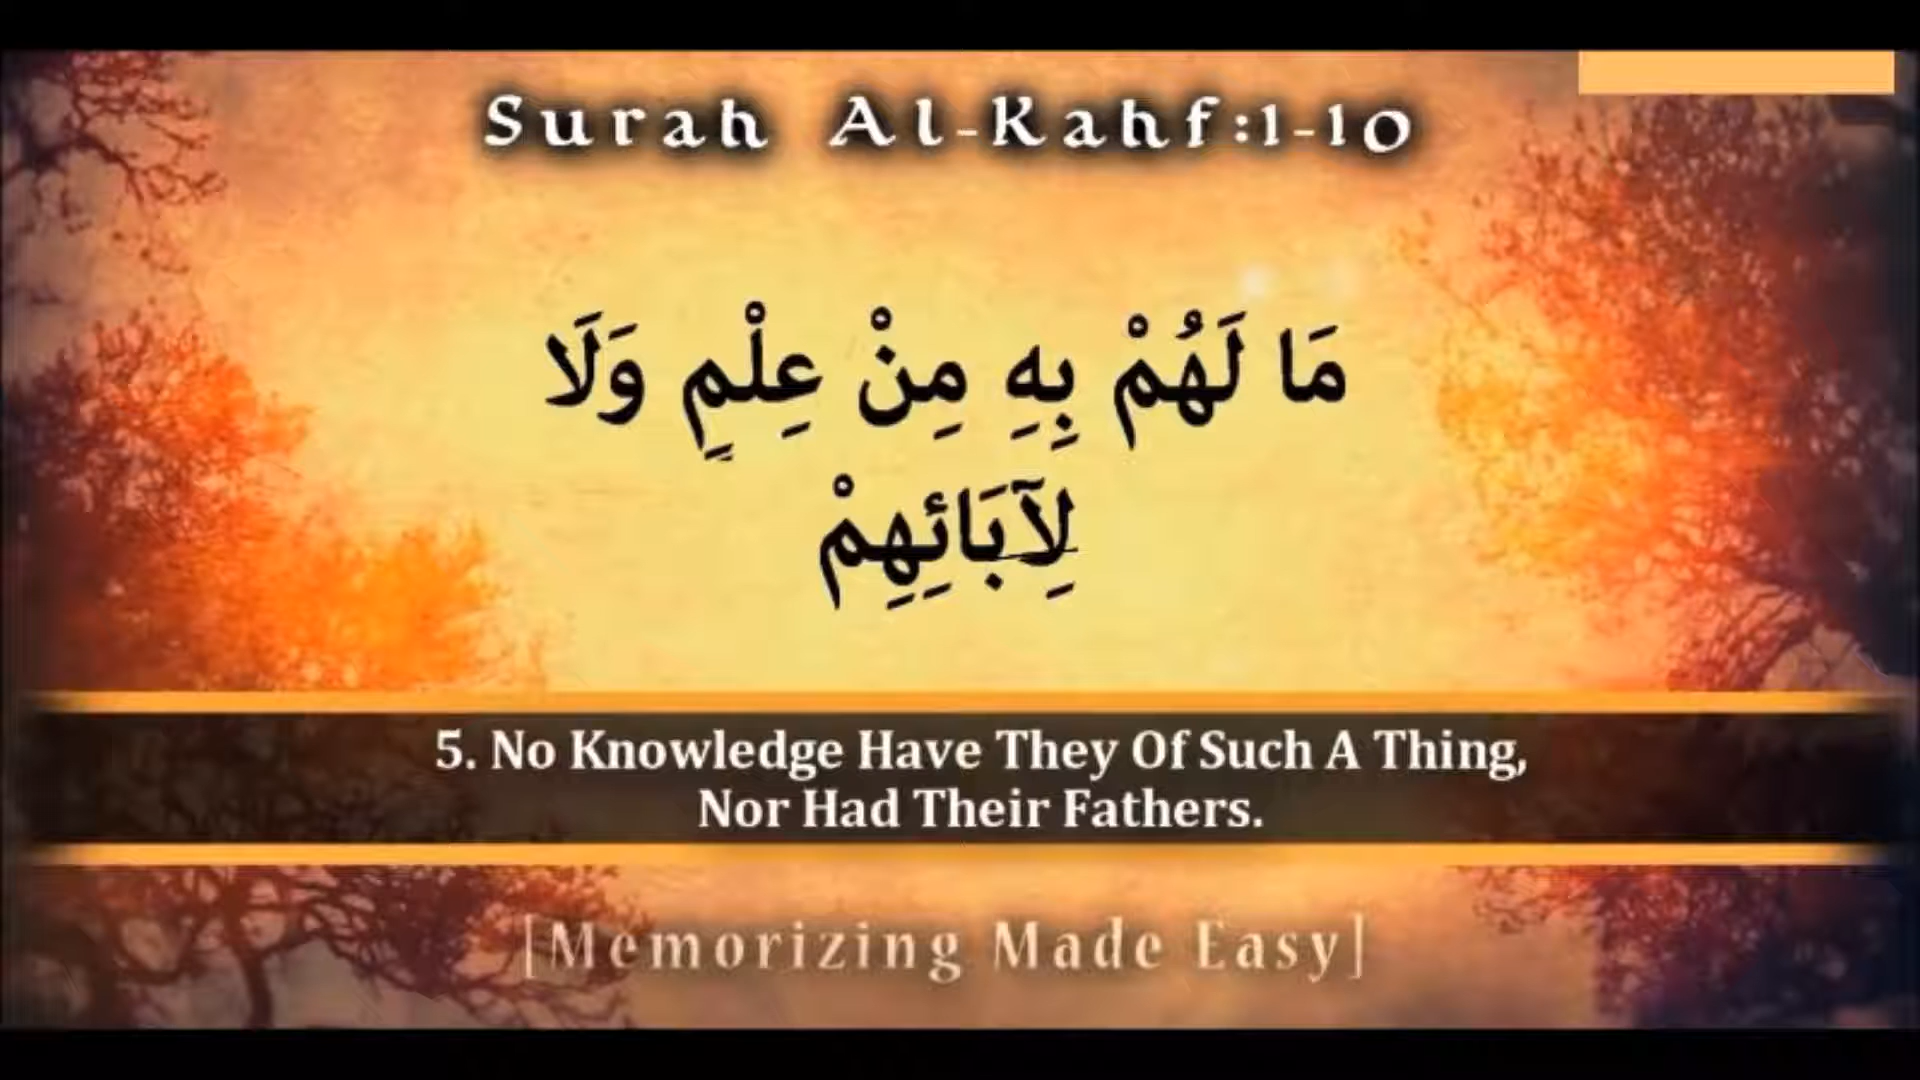 Surah Al-Kahf:1-10
مَا لَهُمْ بِهِ مِنْ عِلْمٍ وَلَا
لِآبَائِهِمْ
5. No Knowledge Have They Of Such A Thing,
Nor Had Their Fathers.
[Memorizing Made Easy]